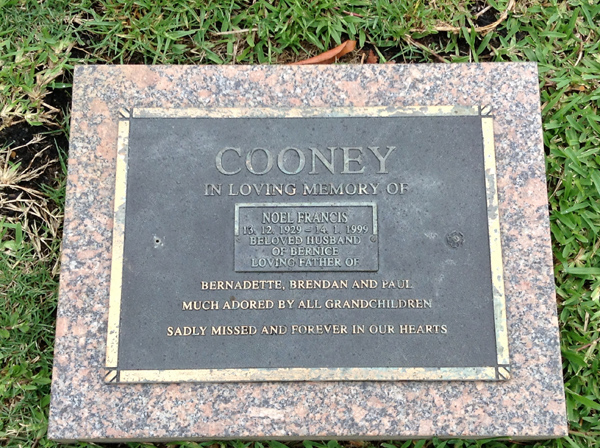 COONEY
IN LOVING MEMORY OF
NOEL FRANCIS
13. 12. 1929 – 14. 1. 1999
BELOVED HUSBAND
OF BERNICE
LOVING FATHER OF
BERNADETTE, BRENDAN AND PAUL
MUCH ADORED BY ALL GRANDCHILDREN
SADLY MISSED AND FOREVER IN OUR HEARTS